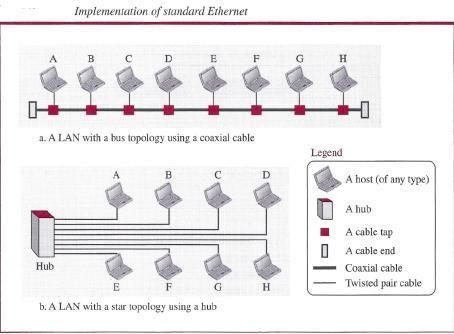 Implementation of standard Ethernet
A B C D E F G H
a. A LAN with a bus topology using a coaxial cable
A B C D
Hub
E F G H
b. A LAN with a star topology using a hub
Legend
A host (of any type)
A hub
A cable tap
A cable end
Coaxial cable
Twisted pair cable